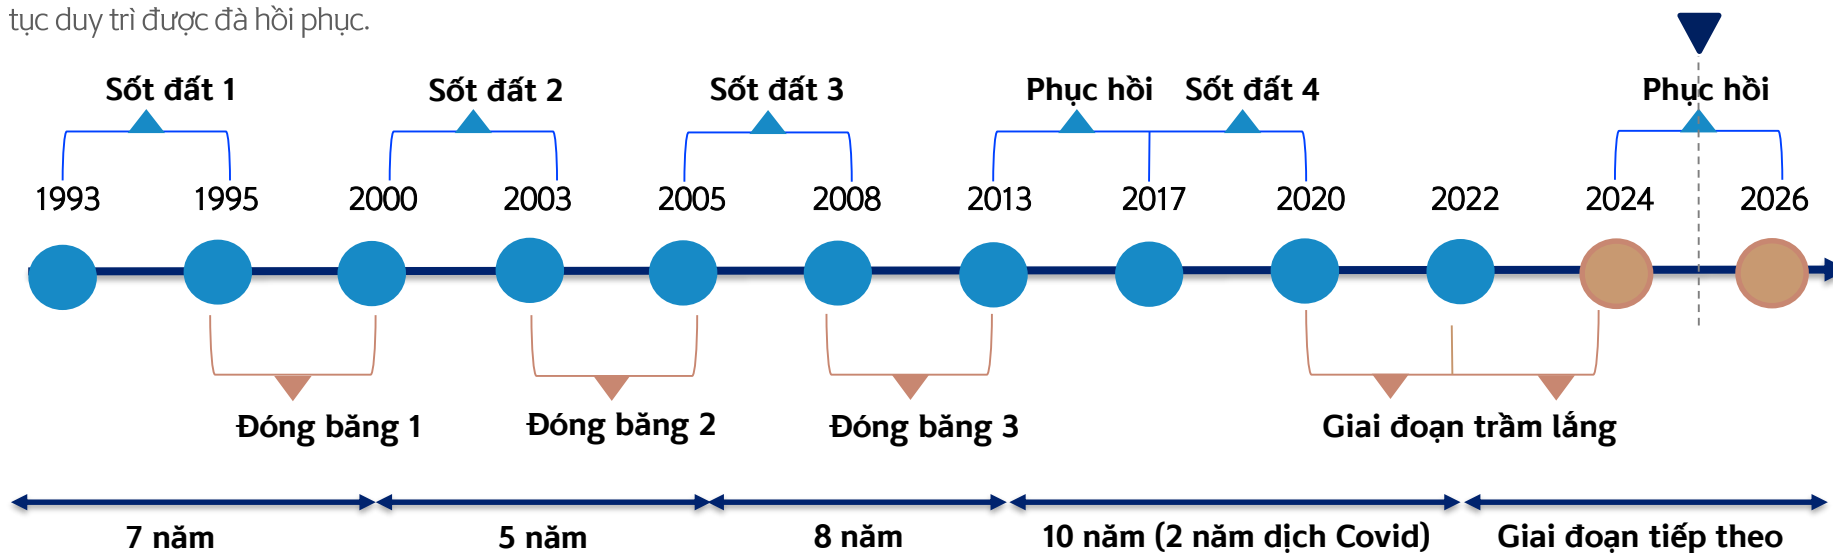 tục duy trì được đà hồi phục.
Sốt đất 1
Sốt đất 2
Sốt đất 3
Phục hồi
Sốt đất 4
Phục hồi
1993
1995
2000
2003
2005
2008
2013
2017
2020
2022
2024
2026
Đóng băng 1
Đóng băng 2
Đóng băng 3
Giai đoạn trầm lắng
7 năm
5 năm
8 năm
10 năm (2 năm dịch Covid)
Giai đoạn tiếp theo